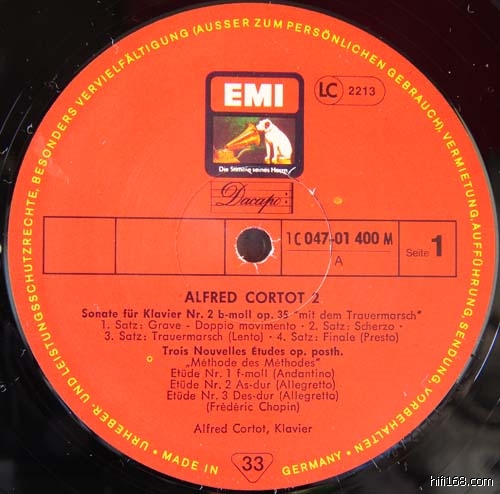 URHEBER- UND LEISTUNGSSCHUTZRECHTE, BESONDERS VERVIELFÄLTIGUNG (AUSSER ZUM PERSÖNLICHEN GEBRAUCH), VERMIETUNG, AUFFÜHRUNG, SENDUNG, VORBEHALTEN
EMI
LC 2213
Die Stimme seines Herrn
Dacapo
1C 047-01 400 M
A
Seite 1
ALFRED CORTOT 2
Sonate für Klavier Nr. 2 b-moll op. 35 "mit dem Trauermarsch"
1. Satz: Grave - Doppio movimento · 2. Satz: Scherzo ·
3. Satz: Trauermarsch (Lento) · 4. Satz: Finale (Presto)
Trois Nouvelles Études op. posth.
„Méthode des Méthodes"
Etüde Nr. 1 f-moll (Andantino)
Etüde Nr. 2 As-dur (Allegretto)
Etüde Nr. 3 Des-dur (Allegretto)
(Frédéric Chopin)
Alfred Cortot, Klavier
· MADE IN 33 GERMANY ·
hifi168.com